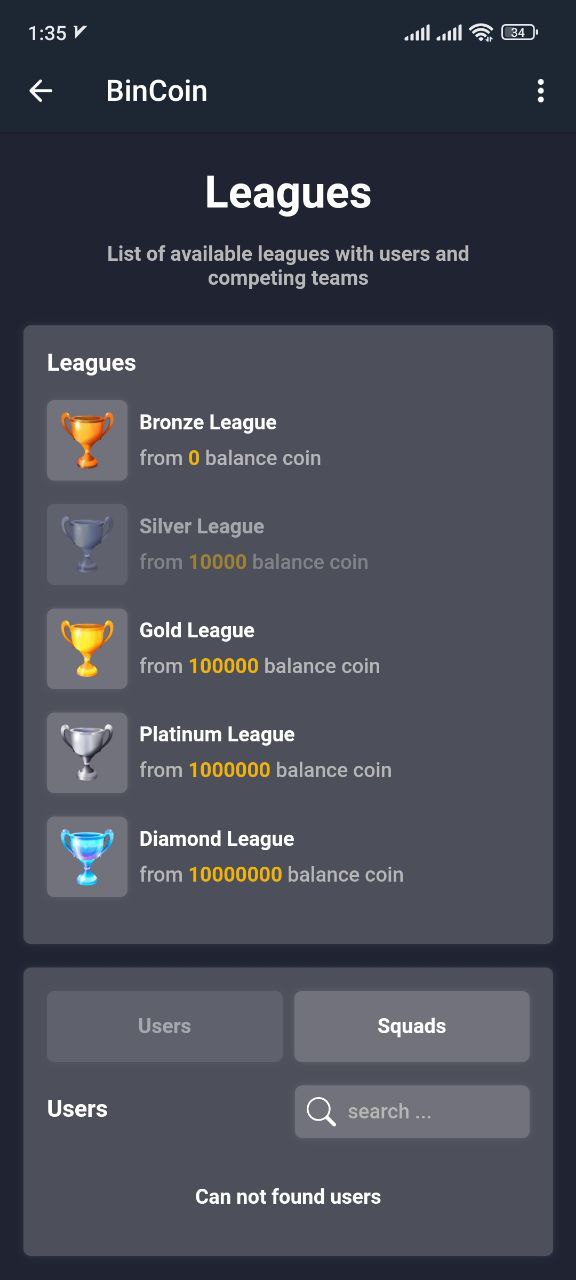 1:35
34
BinCoin
Leagues
List of available leagues with users and
competing teams
Leagues
Bronze League
from 0 balance coin
Silver League
from 10000 balance coin
Gold League
from 100000 balance coin
Platinum League
from 1000000 balance coin
Diamond League
from 10000000 balance coin
Users
Squads
Users
search ...
Can not found users